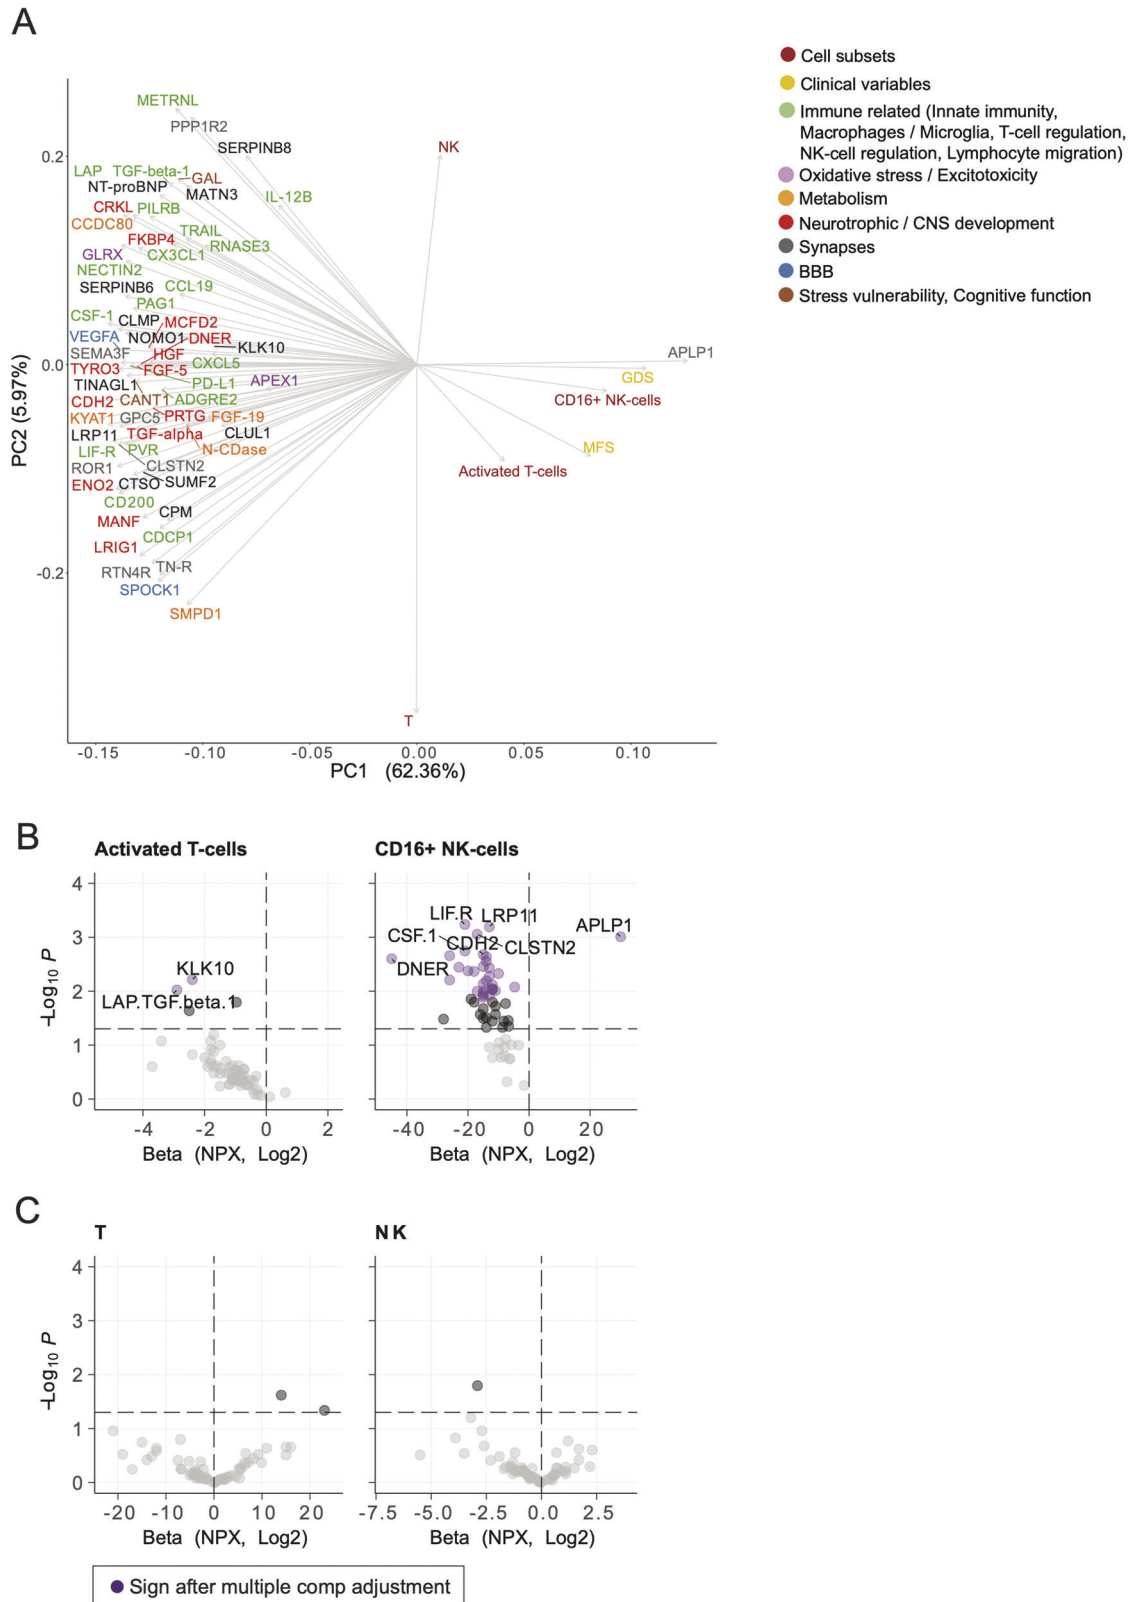 A
Cell subsets
Clinical variables
Immune related (Innate immunity,
Macrophages / Microglia, T-cell regulation,
NK-cell regulation, Lymphocyte migration)
Oxidative stress / Excitotoxicity
Metabolism
Neurotrophic / CNS development
Synapses
BBB
Stress vulnerability, Cognitive function
METRNL
PPP1R2
SERPINB8
NK
0.2
LAP TGF-beta-1
GAL
NT-proBNP
MATN3
IL-12B
CRKL PILRB
CCDC80
TRAIL
FKBP4
RNASE3
GLRX
CX3CL1
NECTIN2
SERPINB6
CCL19
PAG1
CSF-1
CLMP
MCFD2
VEGFA
NOMO1
DNER
KLK10
SEMA3F
HGF
APLP1
0.0
TYRO3
FGF-5
CXCL5
GDS
TINAGL1
PD-L1
APEX1
CDH2
CANT1
ADGRE2
CD16+ NK-cells
KYAT1
GPC5
PRTG
FGF-19
LRP11
TGF-alpha
CLUL1
LIF-R
PVR
N-CDase
MFS
ROR1
CLSTN2
Activated T-cells
ENO2
CTSO
SUMF2
CD200
CPM
MANF
CDCP1
LRIG1
RTN4R
TN-R
-0.2
SPOCK1
SMPD1
T
PC2 (5.97%)
-0.15 -0.10 -0.05 0.00 0.05 0.10
PC1 (62.36%)
B
Activated T-cells
CD16+ NK-cells
4
3
2
1
0
-Log10 P
KLK10
LAP.TGF.beta.1
LIF.R
LRP11
APLP1
CSF.1
CDH2
CLSTN2
DNER
-4 -2 0 2
-40 -20 0 20
Beta (NPX, Log2)
Beta (NPX, Log2)
C
T
NK
4
3
2
1
0
-Log10 P
-20 -10 0 10 20
-7.5 -5.0 -2.5 0.0 2.5
Beta (NPX, Log2)
Beta (NPX, Log2)
Sign after multiple comp adjustment